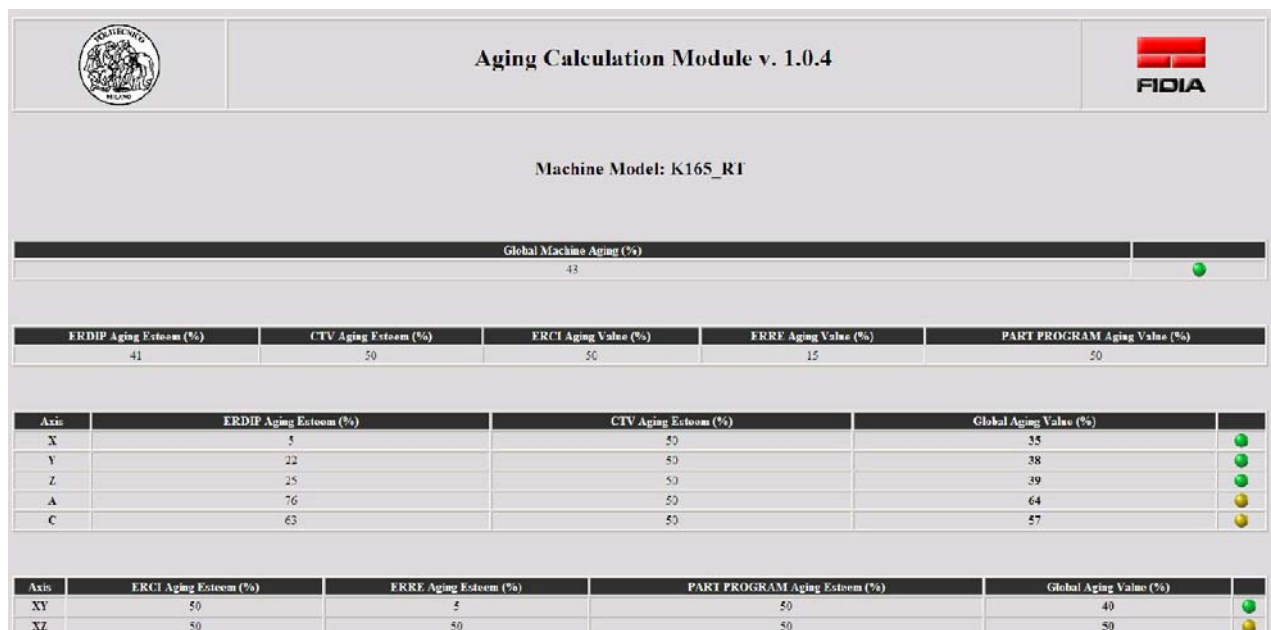 POLITECNICO
MILANO
Aging Calculation Module v. 1.0.4
FIDIA
Machine Model: K165_RT
Global Machine Aging (%)
43
ERDIP Aging Esteem (%) CTV Aging Esteem (%) ERCI Aging Value (%) ERRE Aging Value (%) PART PROGRAM Aging Value (%)
41 50 50 15 50
Axis ERDIP Aging Esteem (%) CTV Aging Esteem (%) Global Aging Value (%)
X 5 50 35
Y 22 50 38
Z 25 50 39
A 76 50 64
C 63 50 57
Axis ERCI Aging Esteem (%) ERRE Aging Esteem (%) PART PROGRAM Aging Esteem (%) Global Aging Value (%)
XY 50 5 50 40
XZ 50 50 50 50